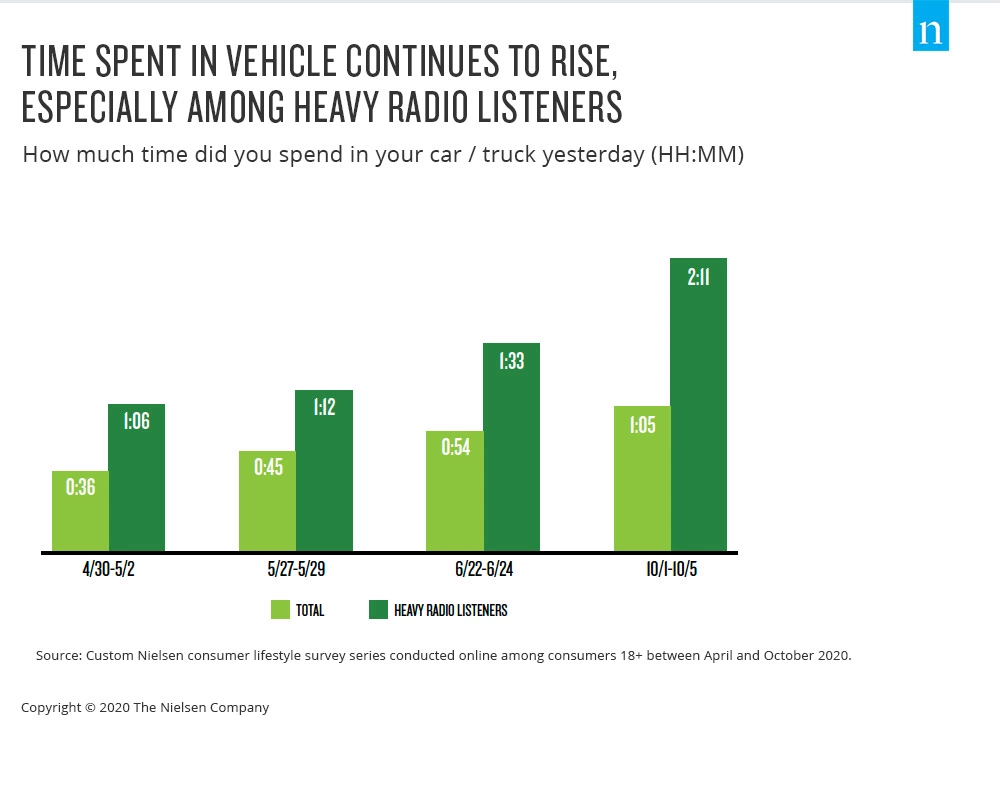 n
TIME SPENT IN VEHICLE CONTINUES TO RISE,
ESPECIALLY AMONG HEAVY RADIO LISTENERS
How much time did you spend in your car / truck yesterday (HH:MM)
0:36
1:06
0:45
1:12
0:54
1:33
1:05
2:11
4/30-5/2
5/27-5/29
6/22-6/24
10/1-10/5
TOTAL
HEAVY RADIO LISTENERS
Source: Custom Nielsen consumer lifestyle survey series conducted online among consumers 18+ between April and October 2020.
Copyright © 2020 The Nielsen Company